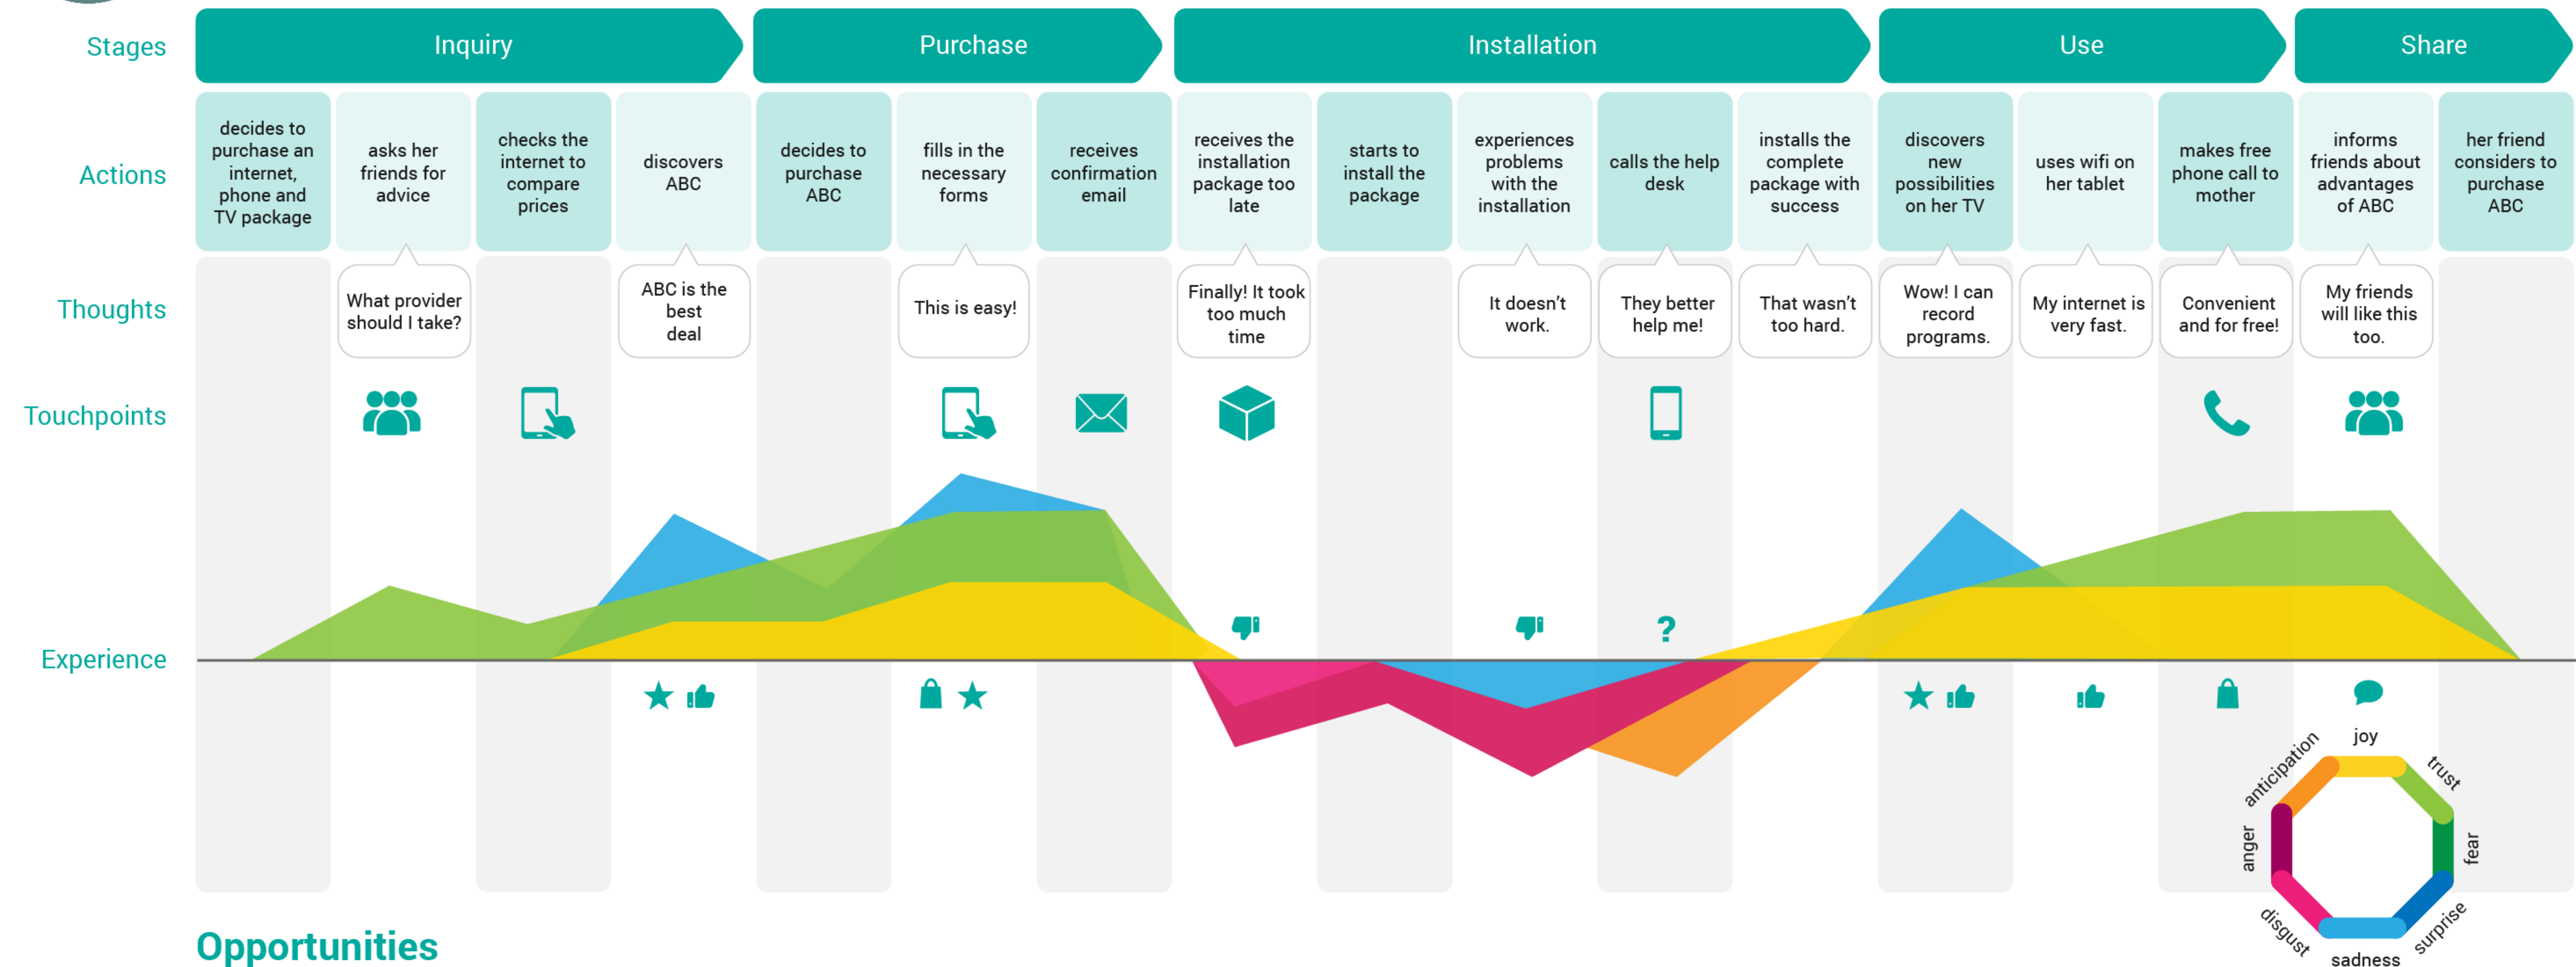 Stages
Inquiry
Purchase
Installation
Use
Share
Actions
decides to
purchase an
internet,
phone and
TV package
asks her
friends for
advice
checks the
internet to
compare
prices
discovers
ABC
decides to
purchase
ABC
fills in the
necessary
forms
receives
confirmation
email
receives the
installation
package too
late
starts to
install the
package
experiences
problems
with the
installation
calls the help
desk
installs the
complete
package with
success
discovers
new
possibilities
on her TV
uses wifi on
her tablet
makes free
phone call to
mother
informs
friends about
advantages
of ABC
her friend
considers to
purchase
ABC
Thoughts
What provider
should I take?
ABC is the
best
deal
This is easy!
Finally! It took
too much
time
It doesn't
work.
They better
help me!
That wasn't
too hard.
Wow! I can
record
programs.
My internet is
very fast.
Convenient
and for free!
My friends
will like this
too.
Touchpoints
Experience
?
joy
trust
fear
surprise
sadness
disgust
anger
anticipation
Opportunities